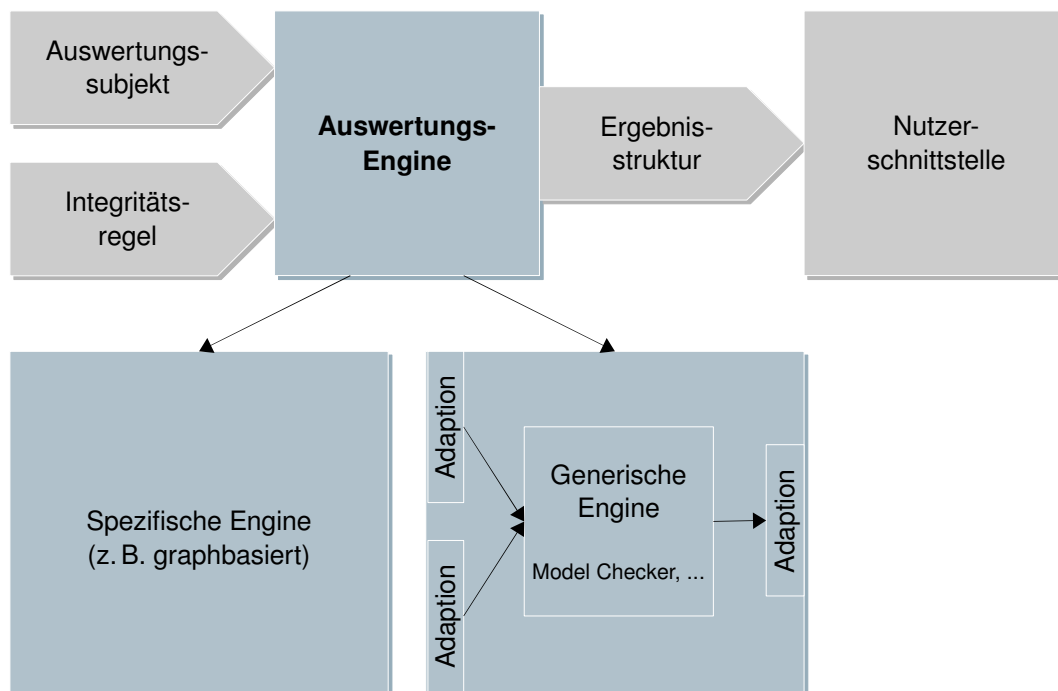 Auswertungs-
subjekt
Integritäts-
regel
Auswertungs-
Engine
Ergebnis-
struktur
Nutzer-
schnittstelle
Spezifische Engine
(z. B. graphbasiert)
Adaption
Adaption
Generische
Engine
Model Checker, ...
Adaption